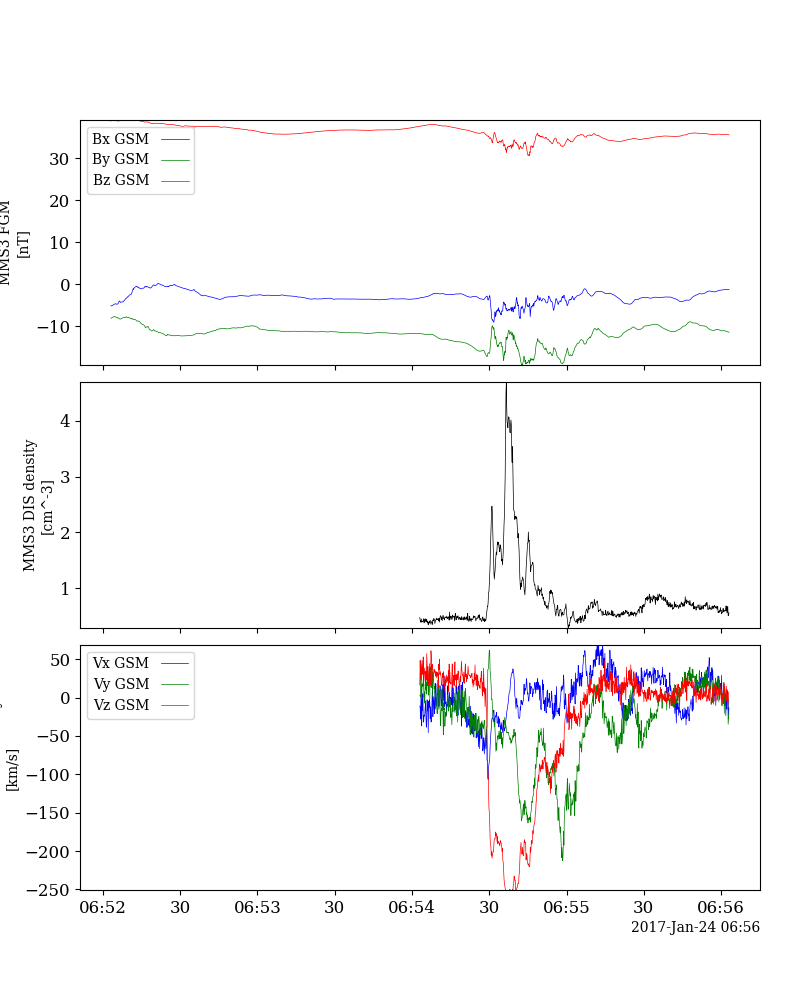 MMS3 FGM
[nT]
Bx GSM
By GSM
Bz GSM
30
20
10
0
−10
MMS3 DIS density
[cm^-3]
4
3
2
1
[km/s]
Vx GSM
Vy GSM
Vz GSM
50
0
−50
−100
−150
−200
−250
06:52
30
06:53
30
06:54
30
06:55
30
06:56
2017-Jan-24 06:56